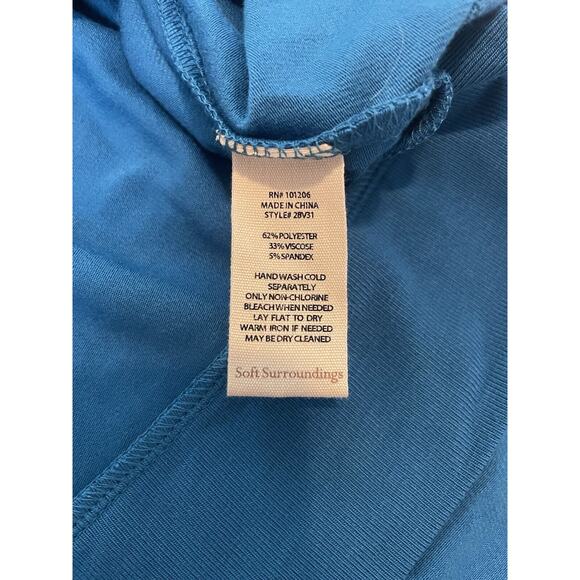 RN# 101206
MADE IN CHINA
STYLE# 28V31
62% POLYESTER
33% VISCOSE
5% SPANDEX
HAND WASH COLD
SEPARATELY
ONLY NON-CHLORINE
BLEACH WHEN NEEDED
LAY FLAT TO DRY
WARM IRON IF NEEDED
MAY BE DRY CLEANED
Soft Surroundings